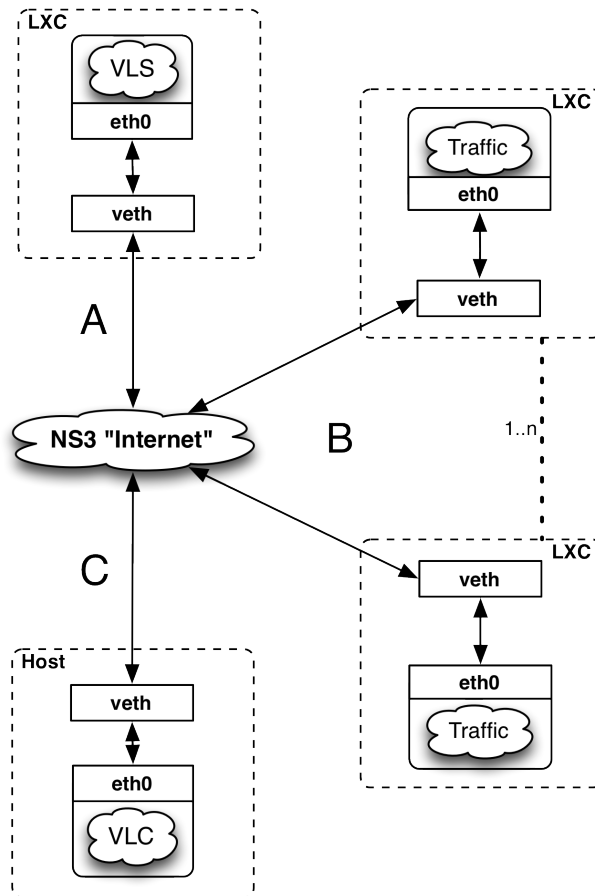 LXC
VLS
eth0
veth
LXC
Traffic
eth0
veth
A
NS3 "Internet"
B
1..n
C
LXC
veth
eth0
Traffic
Host
veth
eth0
VLC